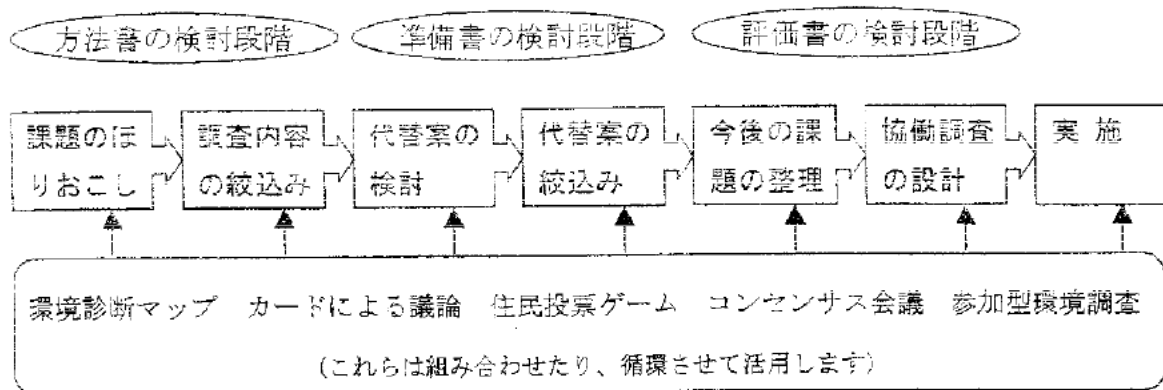 方法書の検討段階
準備書の検討段階
評価書の検討段階
課題のほ
りおこし
調査内容
の絞込み
代替案の
検討
代替案の
絞込み
今後の課
題の整理
協働調査
の設計
実 施
環境診断マップ カードによる議論 住民投票ゲーム コンセンサス会議 参加型環境調査
(これらは組み合わせたり、循環させて活用します)